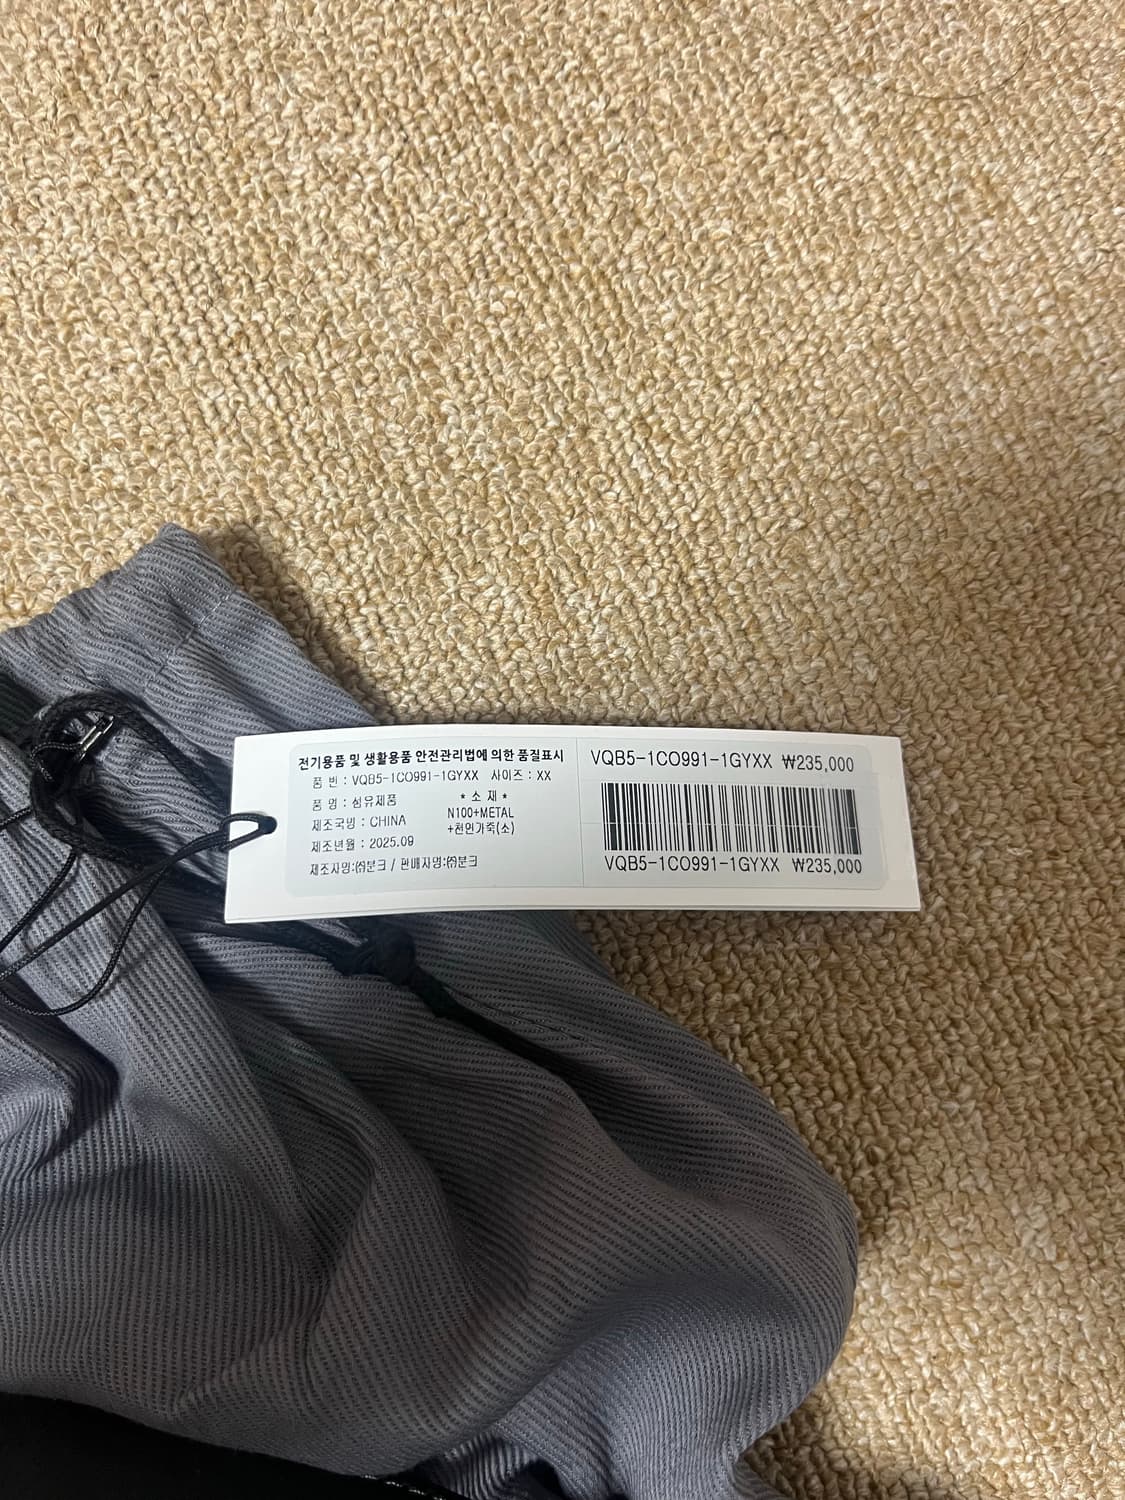 전기용품 및 생활용품 안전관리법에 의한 품질표시
품 번 : VQB5-1CO991-1GYXX 사이즈 : XX
품 명 : 섬유제품
* 소 재 *
N100+METAL
+천연가죽(소)
제조국명 : CHINA
제조년월 : 2025.09
제조자명:㈜분크 / 판매자명:㈜분크
VQB5-1CO991-1GYXX ₩235,000
VQB5-1CO991-1GYXX ₩235,000